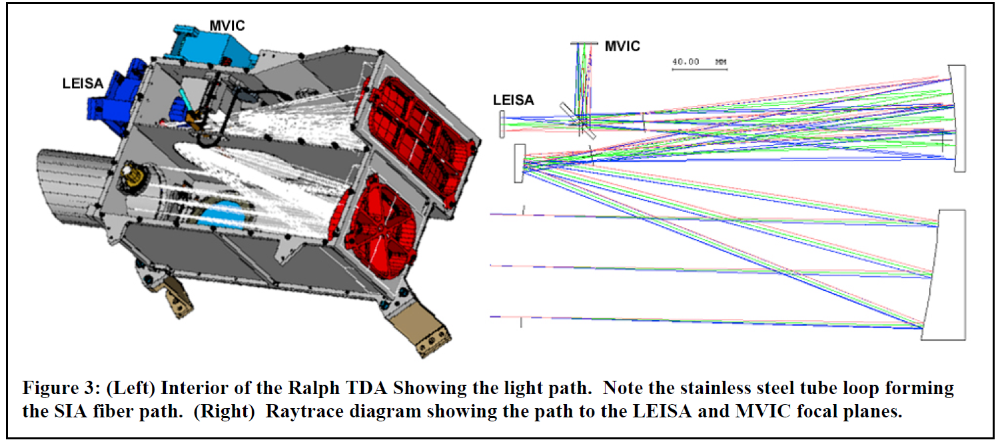 MVIC
LEISA
MVIC
40.00 MM
LEISA
Figure 3: (Left) Interior of the Ralph TDA Showing the light path. Note the stainless steel tube loop forming
the SIA fiber path. (Right) Raytrace diagram showing the path to the LEISA and MVIC focal planes.